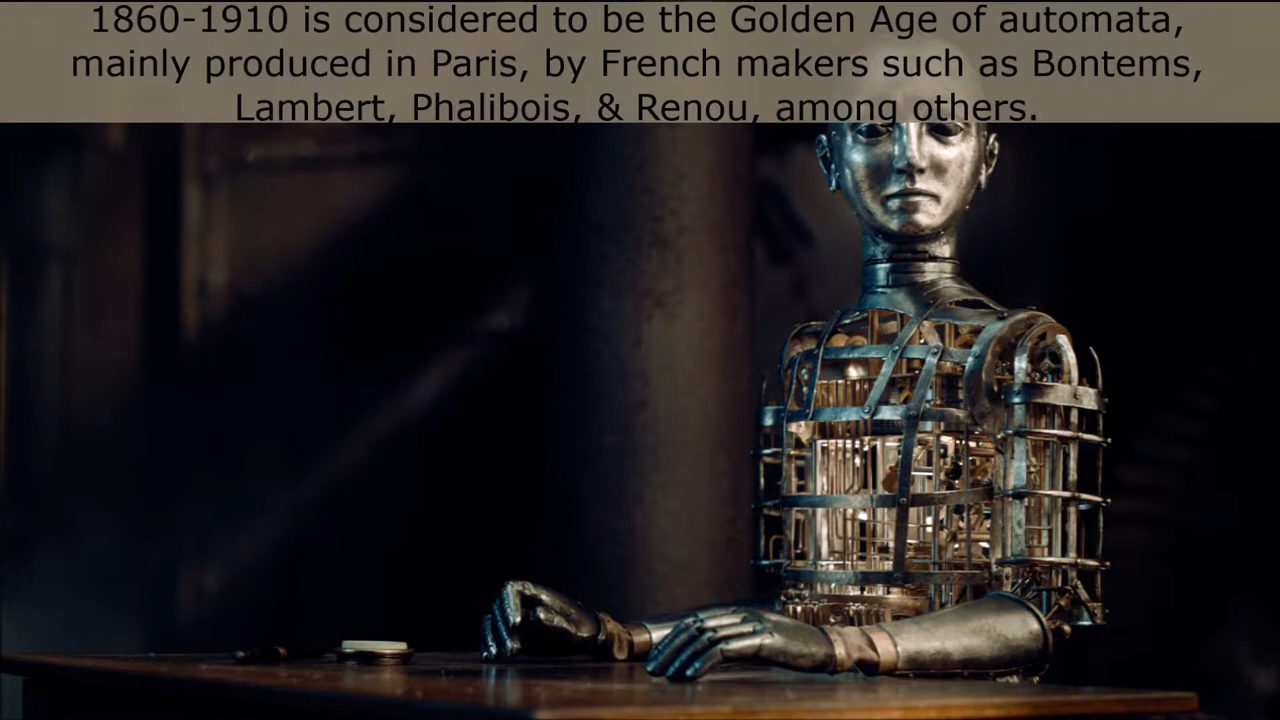 1860-1910 is considered to be the Golden Age of automata,
mainly produced in Paris, by French makers such as Bontems,
Lambert, Phalibois, & Renou, among others.